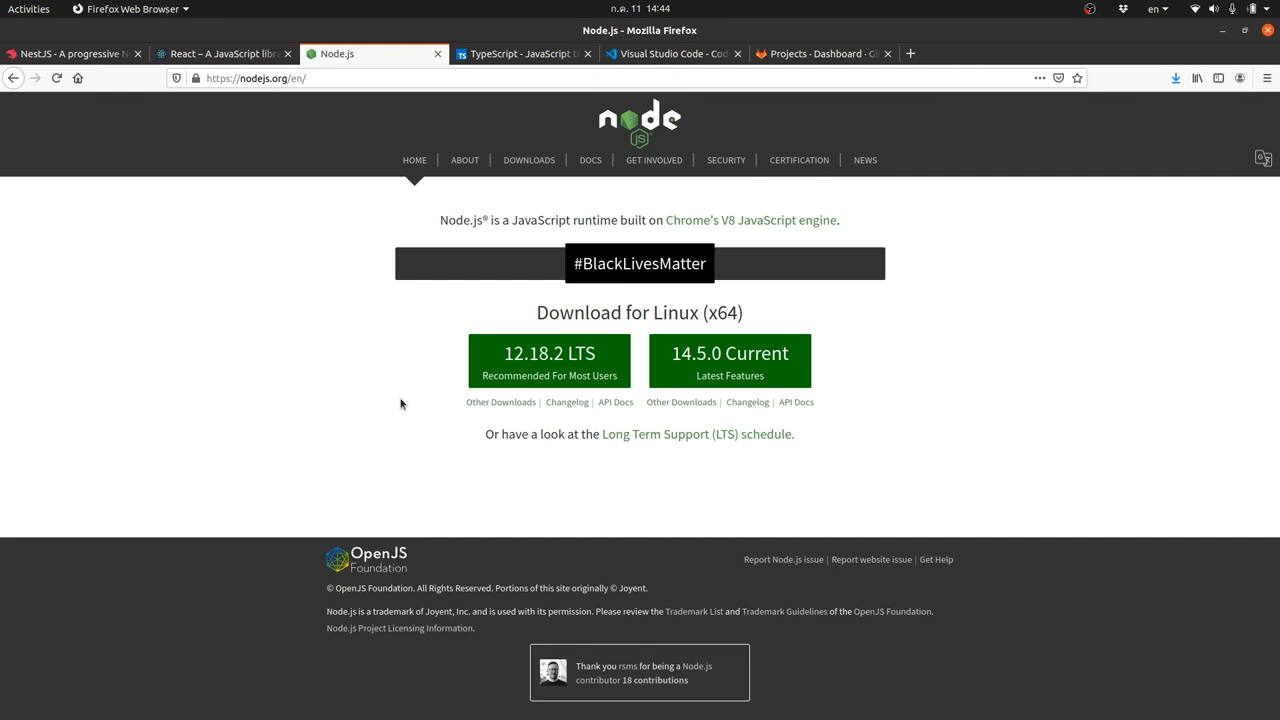 Activities Firefox Web Browser ก.ค. 11 14:44 en
Node.js - Mozilla Firefox
NestJS - A progressive N React – A JavaScript libr Node.js TypeScript - JavaScript th Visual Studio Code - Cod Projects · Dashboard · Gi
https://nodejs.org/en/
node
JS
HOME ABOUT DOWNLOADS DOCS GET INVOLVED SECURITY CERTIFICATION NEWS
Node.js® is a JavaScript runtime built on Chrome's V8 JavaScript engine.
#BlackLivesMatter
Download for Linux (x64)
12.18.2 LTS
Recommended For Most Users
14.5.0 Current
Latest Features
Other Downloads | Changelog | API Docs Other Downloads | Changelog | API Docs
Or have a look at the Long Term Support (LTS) schedule.
OpenJS
Foundation
Report Node.js issue | Report website issue | Get Help
© OpenJS Foundation. All Rights Reserved. Portions of this site originally © Joyent.
Node.js is a trademark of Joyent, Inc. and is used with its permission. Please review the Trademark List and Trademark Guidelines of the OpenJS Foundation.
Node.js Project Licensing Information.
Thank you rsms for being a Node.js
contributor 18 contributions